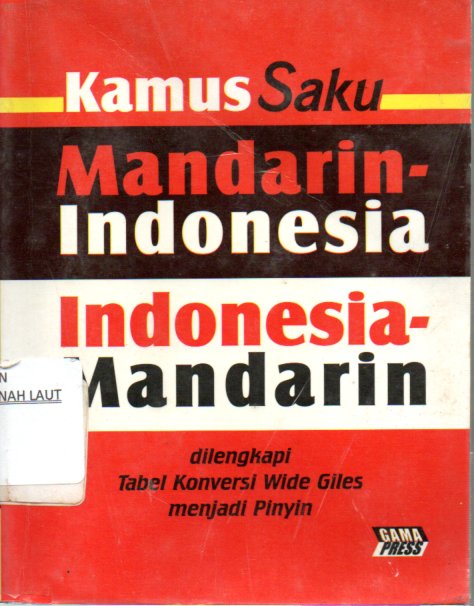 Kamus Saku
Mandarin-
Indonesia
Indonesia-
Mandarin
N
NAH LAUT
dilengkapi
Tabel Konversi Wide Giles
menjadi Pinyin
GAMA
PRESS